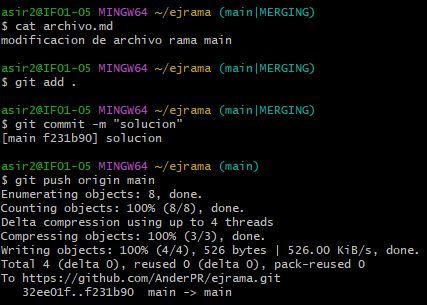 asir2@IFO1-05 MINGW64 ~/ejrama (main|MERGING)
$ cat archivo.md
modificacion de archivo rama main
asir2@IFO1-05 MINGW64 ~/ejrama (main|MERGING)
$ git add .
asir2@IFO1-05 MINGW64 ~/ejrama (main|MERGING)
$ git commit -m "solucion"
[main f231b90] solucion
asir2@IFO1-05 MINGW64 ~/ejrama (main)
$ git push origin main
Enumerating objects: 8, done.
Counting objects: 100% (8/8), done.
Delta compression using up to 4 threads
Compressing objects: 100% (3/3), done.
Writing objects: 100% (4/4), 526 bytes | 526.00 KiB/s, done.
Total 4 (delta 0), reused 0 (delta 0), pack-reused 0
To https://github.com/AnderPR/ejrama.git
32ee01f..f231b90 main -> main